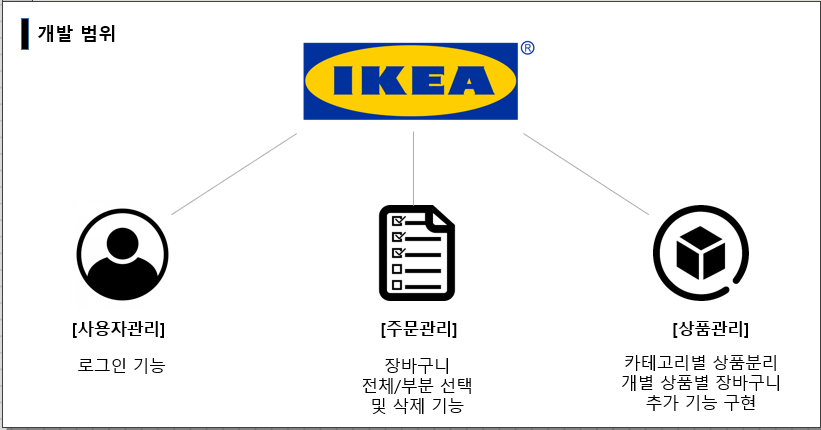 개발 범위
IKEA®
[사용자관리]
로그인 기능
[주문관리]
장바구니
전체/부분 선택
및 삭제 기능
[상품관리]
카테고리별 상품분리
개별 상품별 장바구니
추가 기능 구현